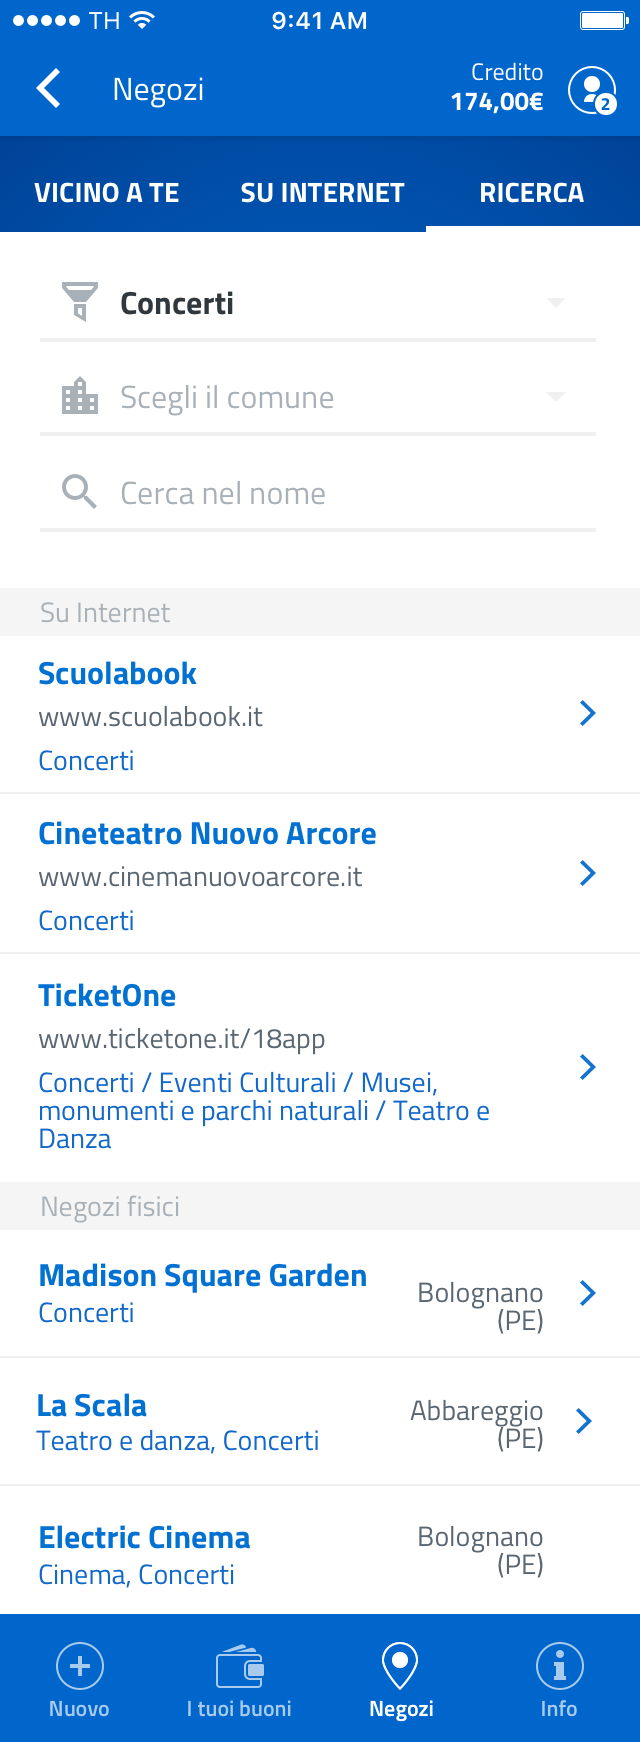 TH 9:41 AM
Negozi
Credito
174,00€
2
VICINO A TE SU INTERNET RICERCA
Concerti
Scegli il comune
Cerca nel nome
Su Internet
Scuolabook
www.scuolabook.it
Concerti
Cineteatro Nuovo Arcore
www.cinemanuovoarcore.it
Concerti
TicketOne
www.ticketone.it/18app
Concerti / Eventi Culturali / Musei,
monumenti e parchi naturali / Teatro e
Danza
Negozi fisici
Madison Square Garden
Concerti
Bolognano
(PE)
La Scala
Teatro e danza, Concerti
Abbareggio
(PE)
Electric Cinema
Cinema, Concerti
Bolognano
(PE)
Nuovo I tuoi buoni Negozi Info